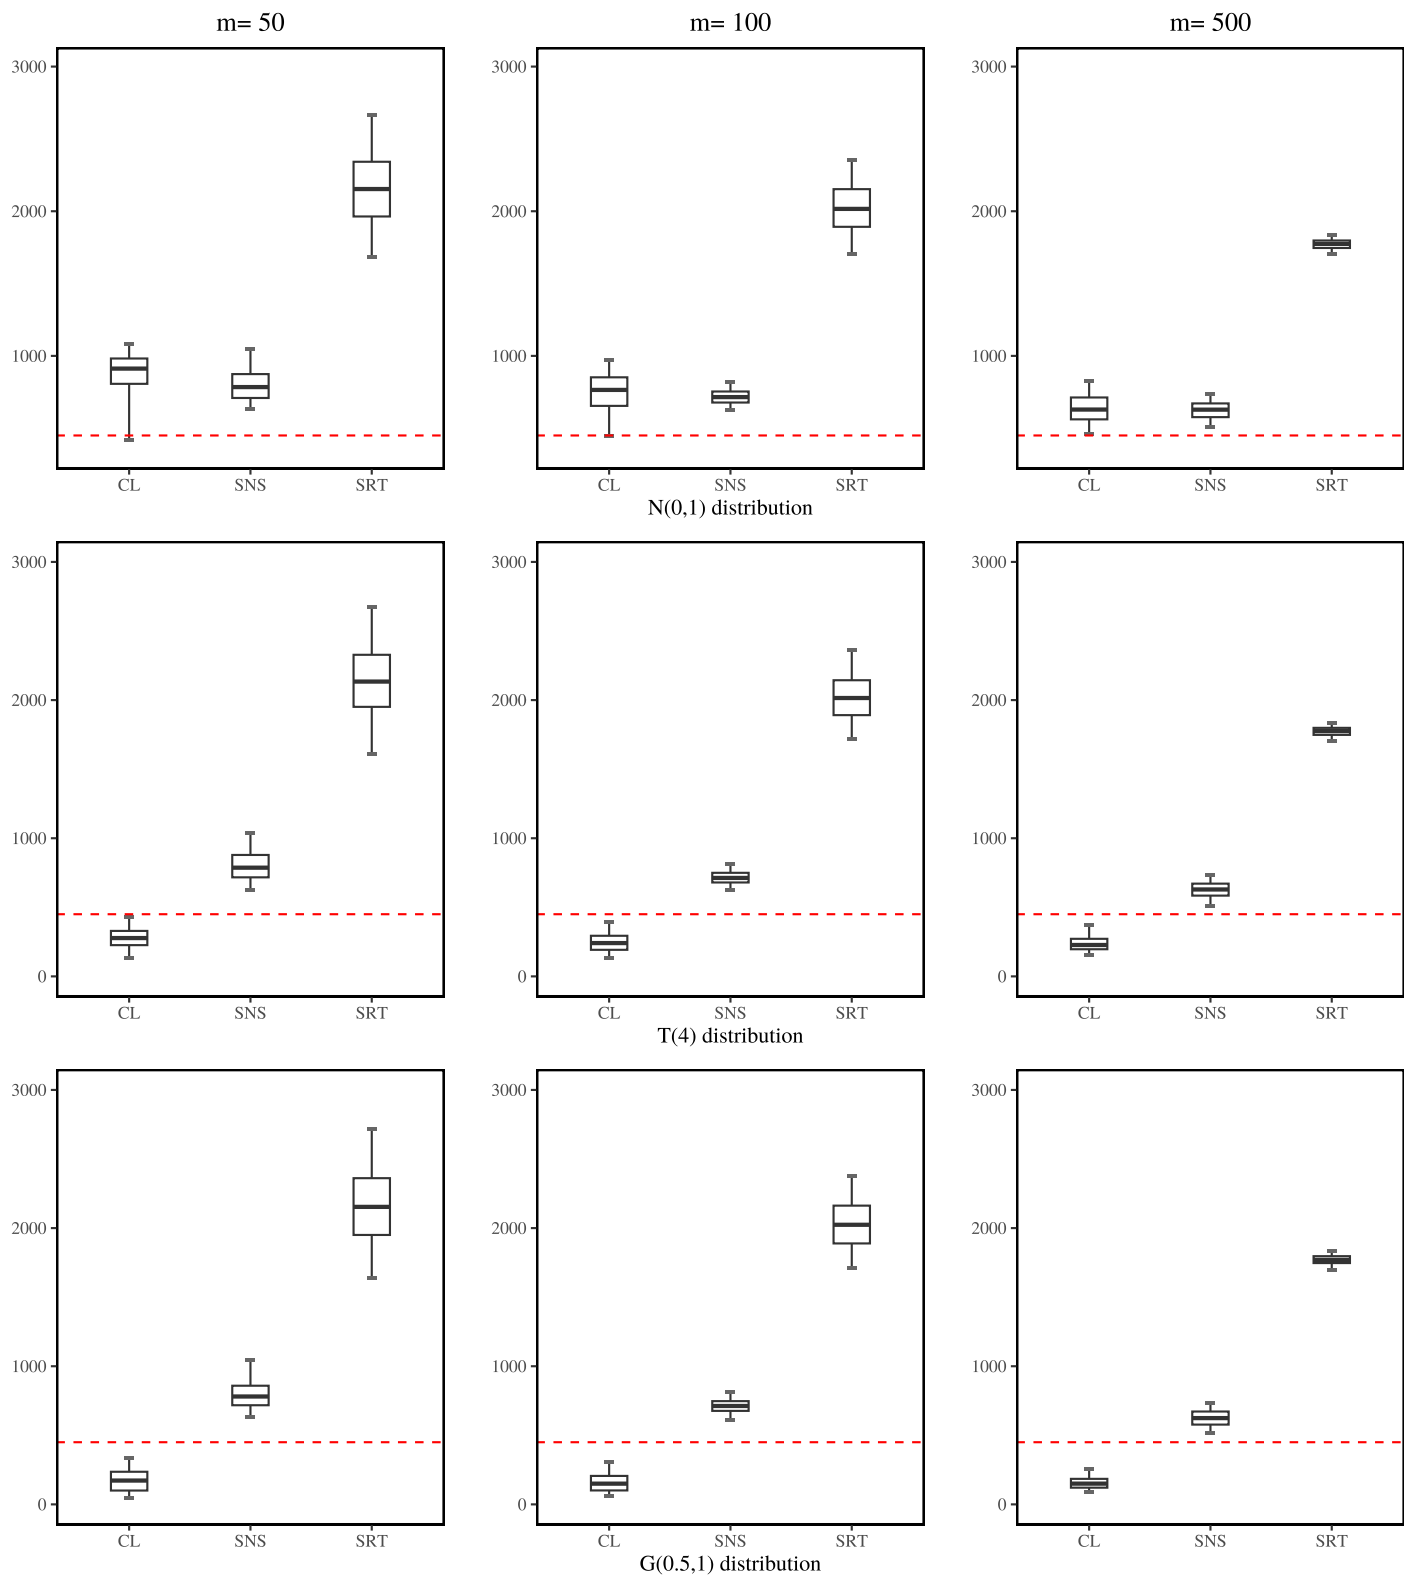 m= 50 m= 100 m= 500
3000 3000 3000
2000 2000 2000
1000 1000 1000
CL SNS SRT CL SNS SRT CL SNS SRT
N(0,1) distribution
3000 3000 3000
2000 2000 2000
1000 1000 1000
0 0 0
CL SNS SRT CL SNS SRT CL SNS SRT
T(4) distribution
3000 3000 3000
2000 2000 2000
1000 1000 1000
0 0 0
CL SNS SRT CL SNS SRT CL SNS SRT
G(0.5,1) distribution